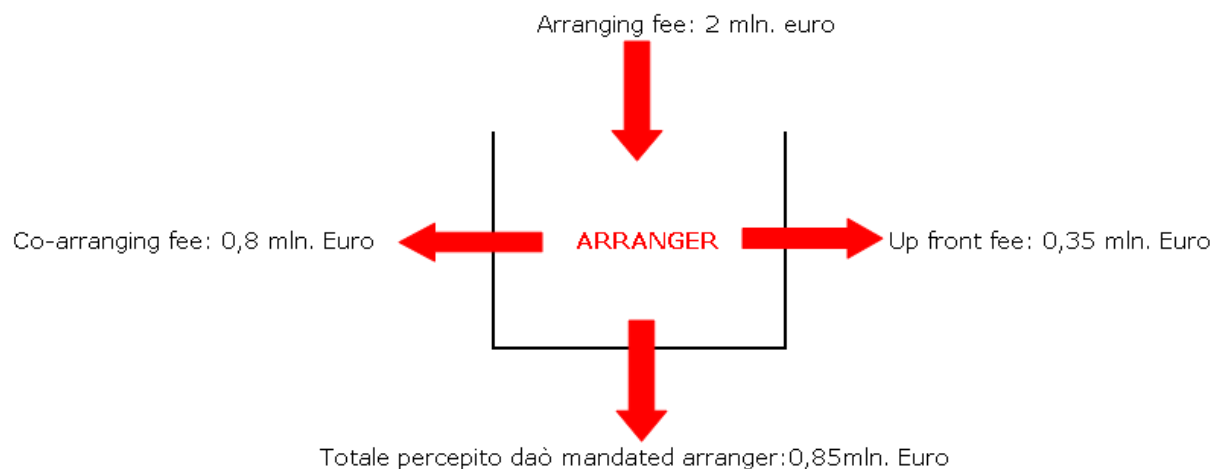 Arranging fee: 2 mln. euro
Co-arranging fee: 0,8 mln. Euro
ARRANGER
Up front fee: 0,35 mln. Euro
Totale percepito daò mandated arranger:0,85mln. Euro